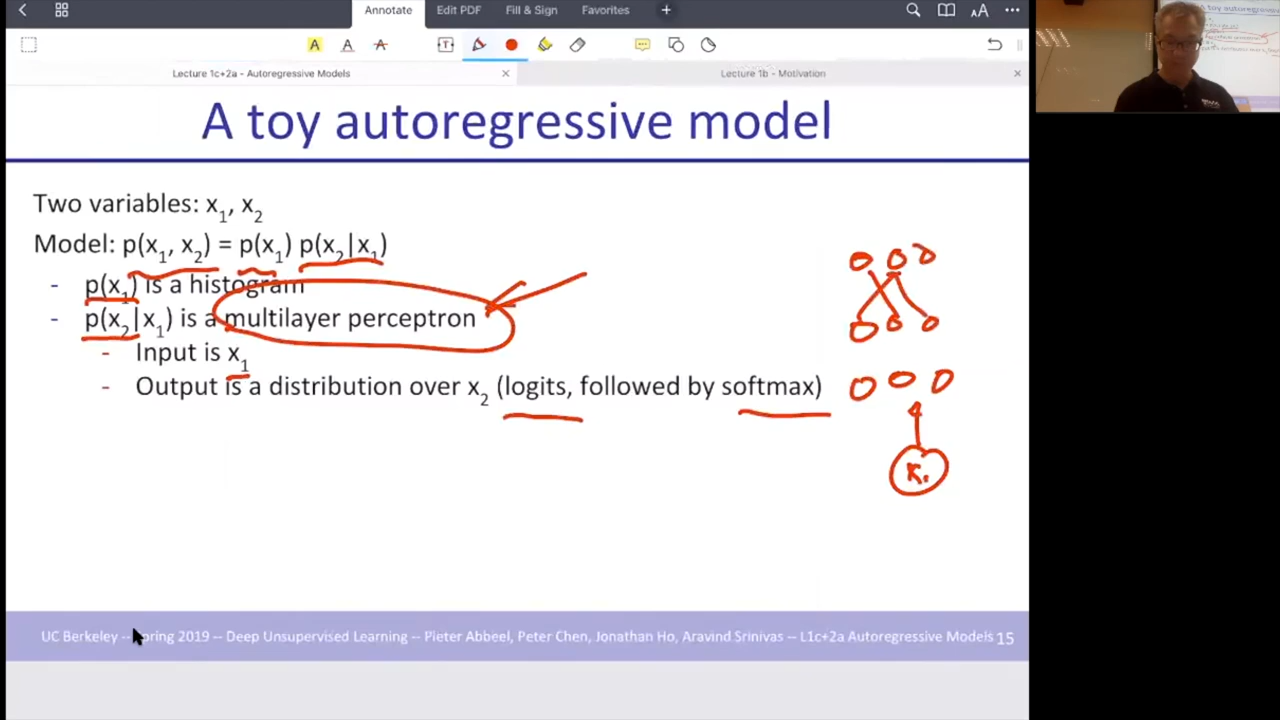 Annotate Edit PDF Fill & Sign Favorites +
Lecture 1c+2a - Autoregressive Models
Lecture 1b - Motivation
A toy autoregressive model
Two variables: x1, x2
Model: p(x1, x2) = p(x1) p(x2|x1)
- p(x1) is a histogram
- p(x2|x1) is a multilayer perceptron
- Input is x1
- Output is a distribution over x2 (logits, followed by softmax)
x1
UC Berkeley -- Spring 2019 -- Deep Unsupervised Learning -- Pieter Abbeel, Peter Chen, Jonathan Ho, Aravind Srinivas -- L1c+2a Autoregressive Models 15